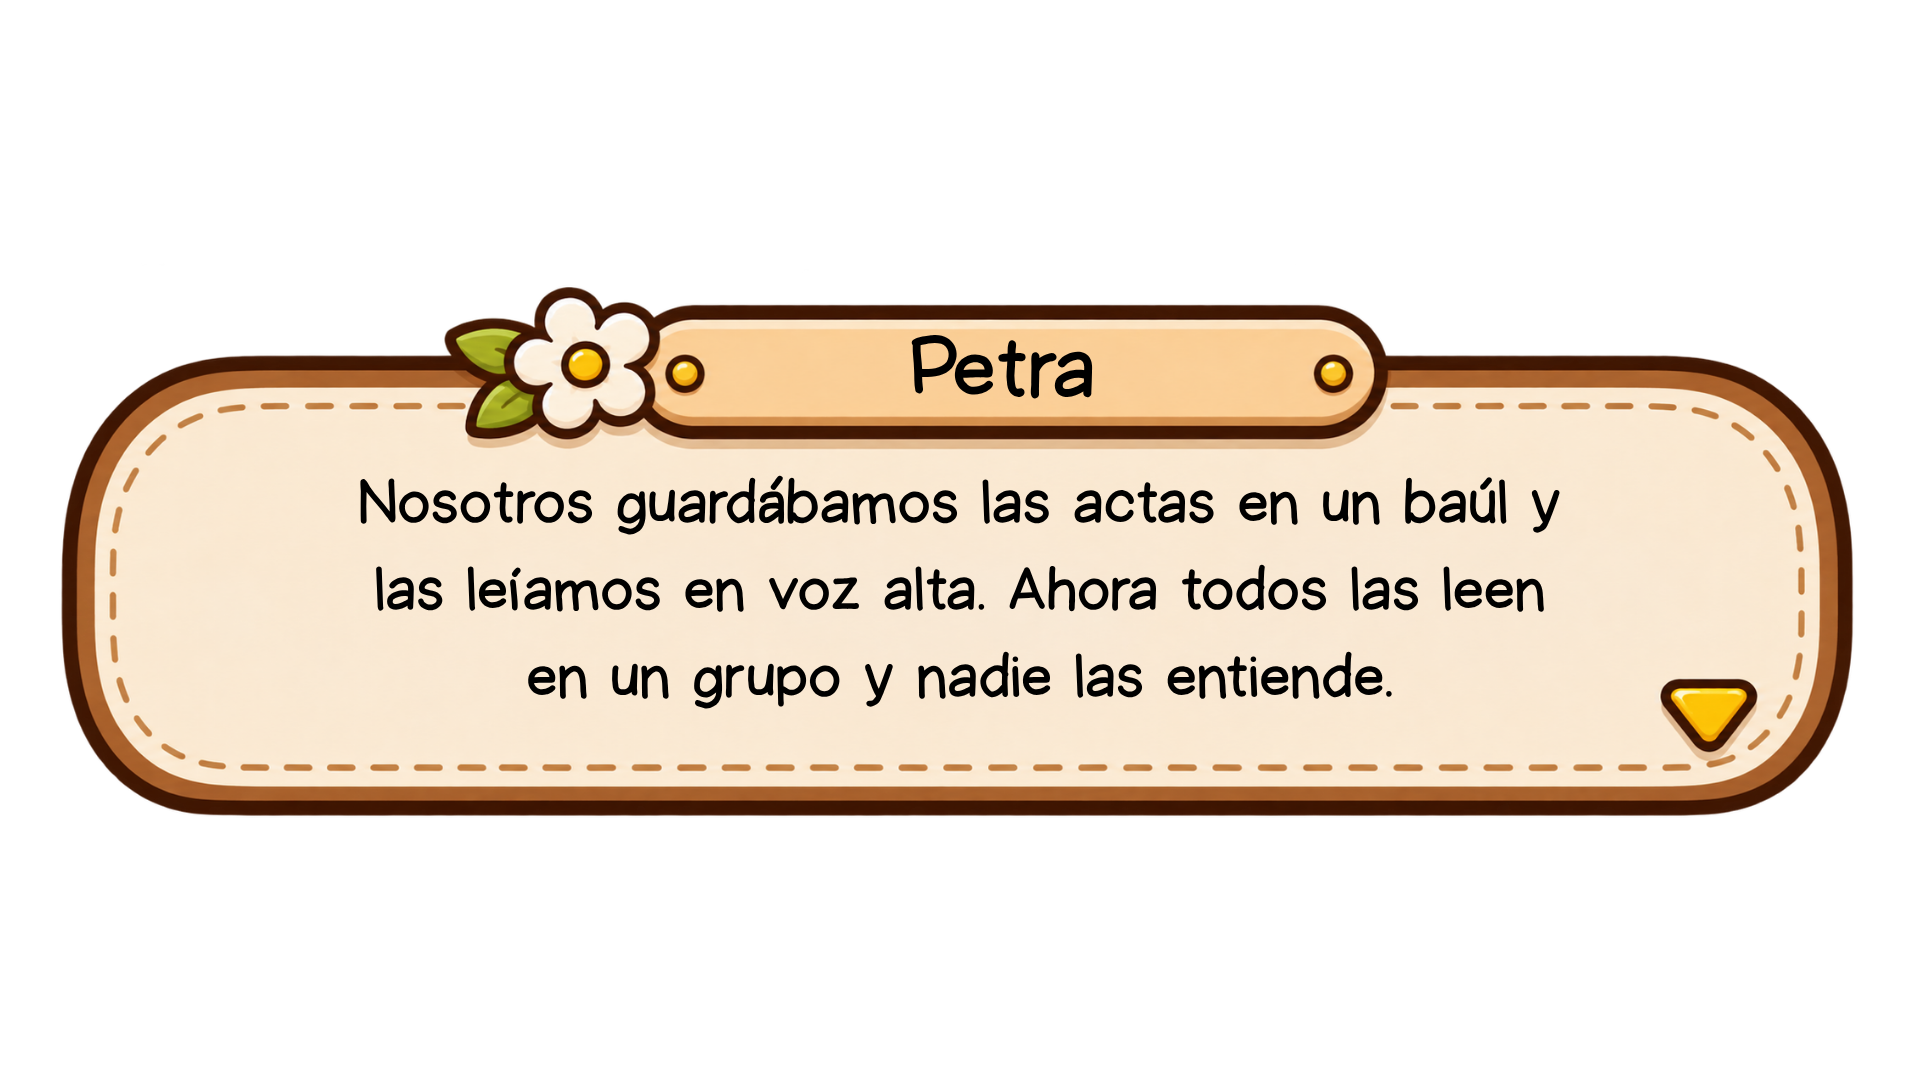 Petra
Nosotros guardábamos las actas en un baúl y
las leíamos en voz alta. Ahora todos las leen
en un grupo y nadie las entiende.